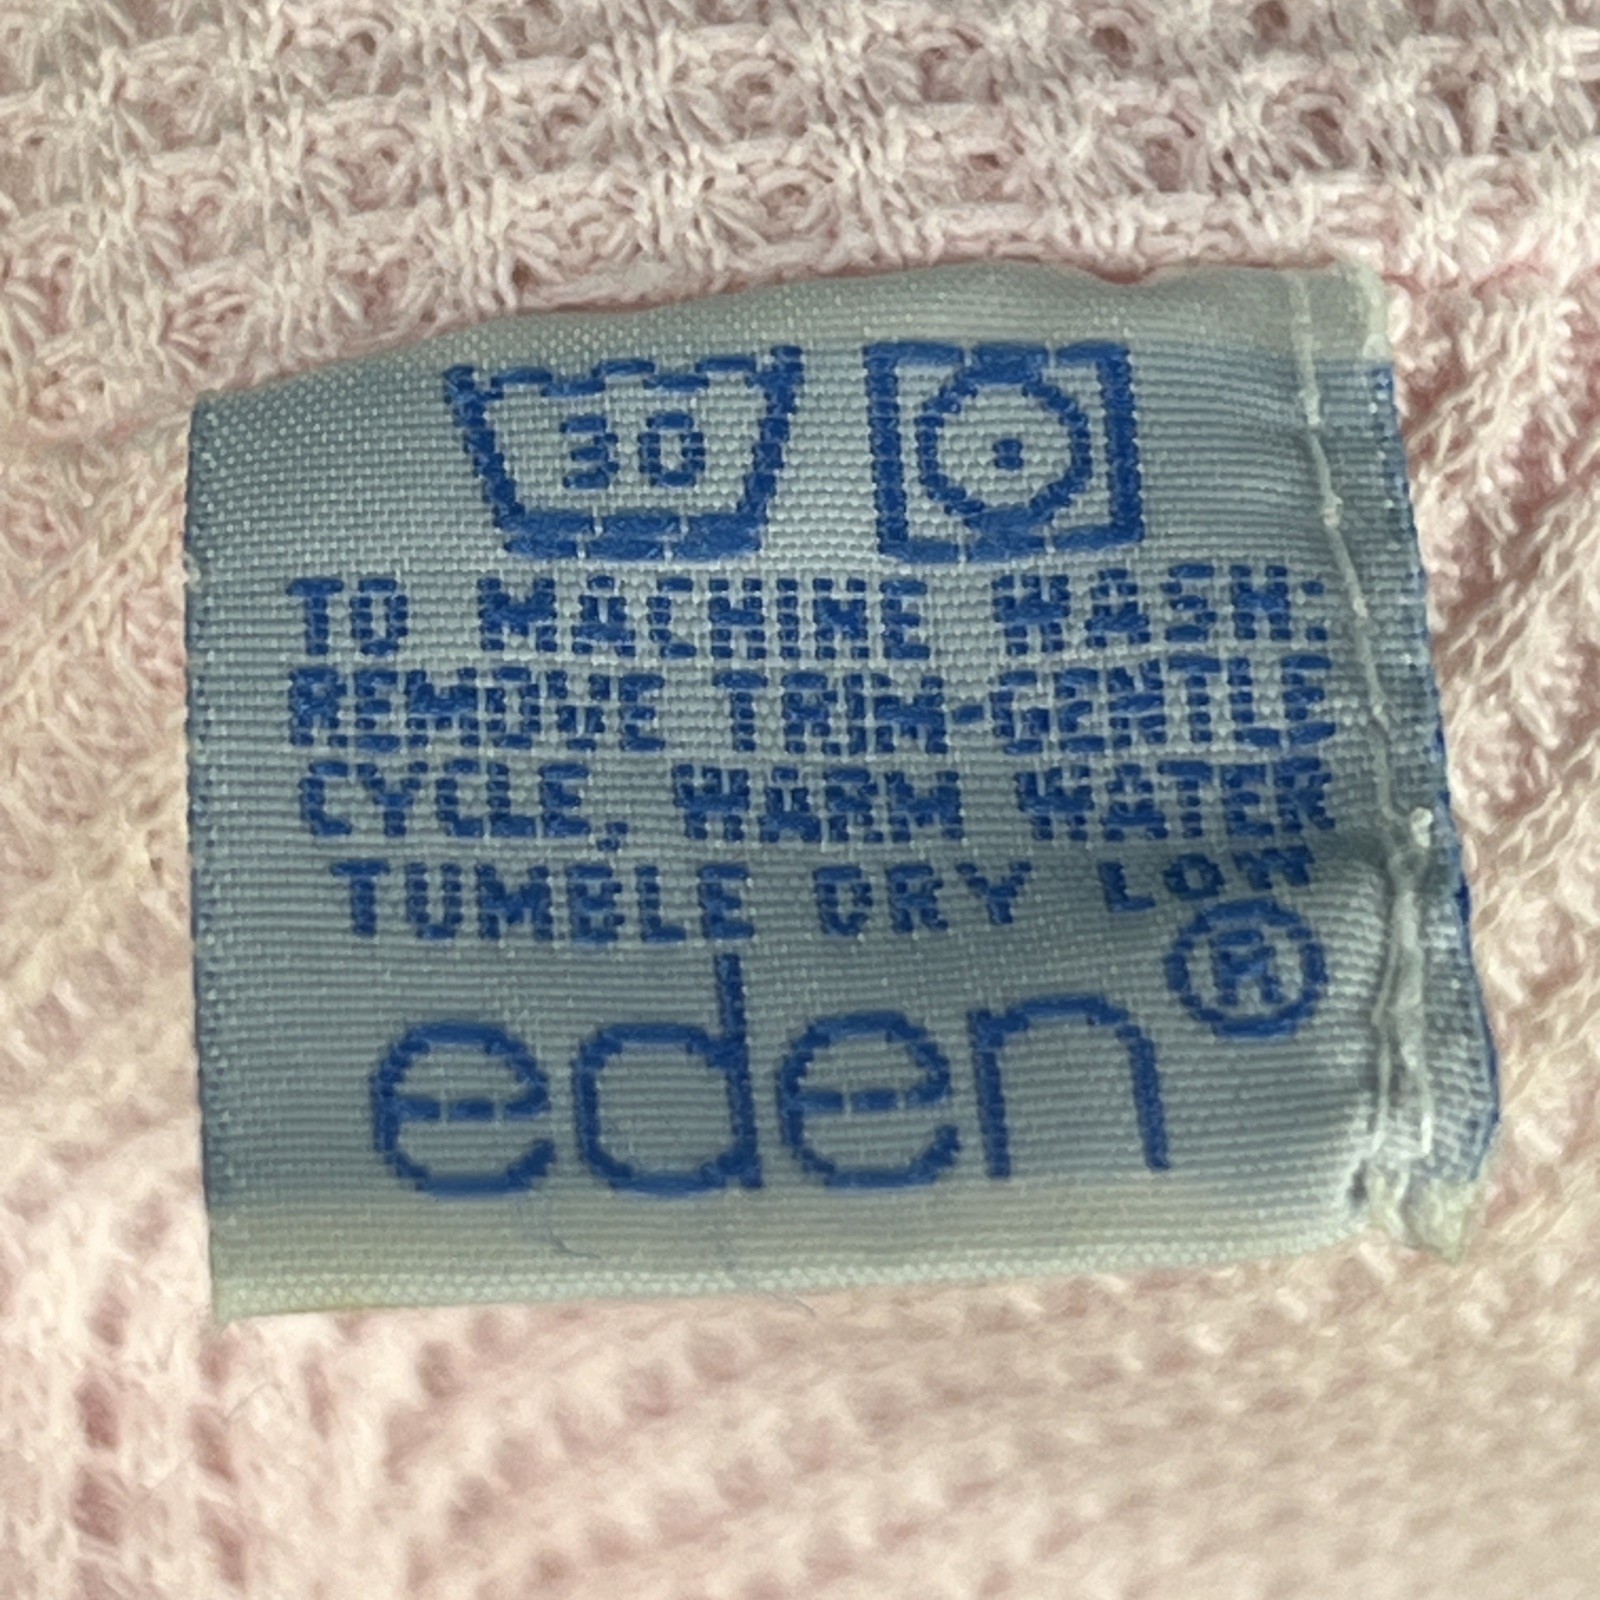 30
TO MACHINE WASH:
REMOVE TRIM-GENTLE
CYCLE, WARM WATER
TUMBLE DRY LOW
eden®